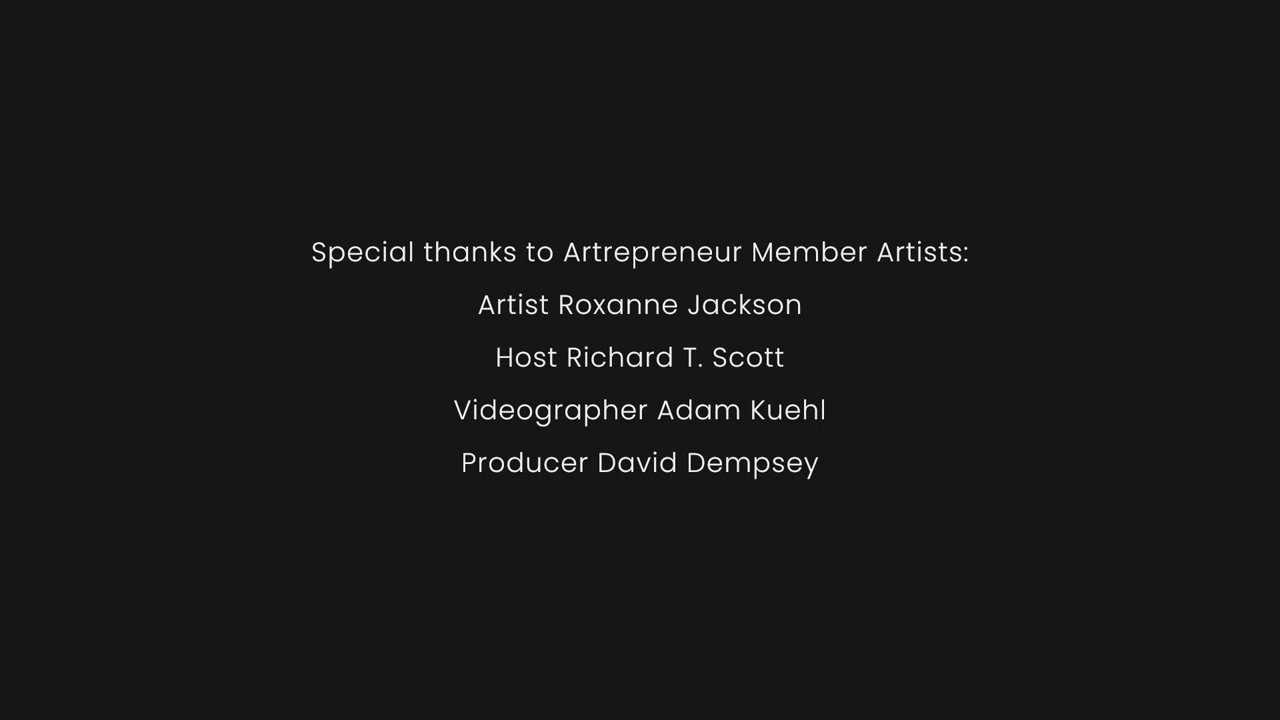 Special thanks to Artrepreneur Member Artists:
Artist Roxanne Jackson
Host Richard T. Scott
Videographer Adam Kuehl
Producer David Dempsey